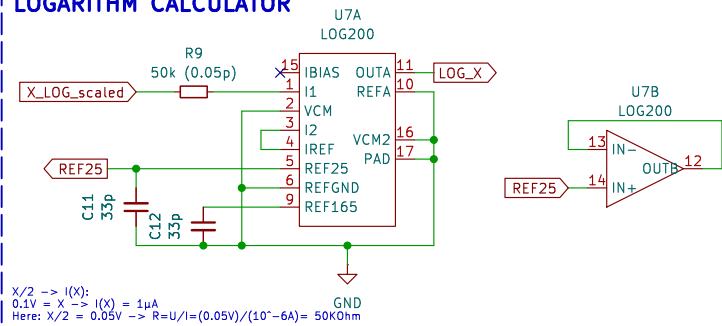 LOGARITHM CALCULATOR
U7A
LOG200
R9
50k (0.05p)
X_LOG_scaled
15 IBIAS
1 I1
2 VCM
3 I2
4 IREF
5 REF25
6 REFGND
9 REF165
OUTA 11
REFA 10
VCM2 16
PAD 17
LOG_X
REF25
C11
33p
C12
33p
GND
U7B
LOG200
13 IN-
14 IN+
OUTB 12
REF25
X/2 -> I(X):
0.1V = X -> I(X) = 1µA
Here: X/2 = 0.05V -> R=U/I=(0.05V)/(10^-6A)= 50KOhm